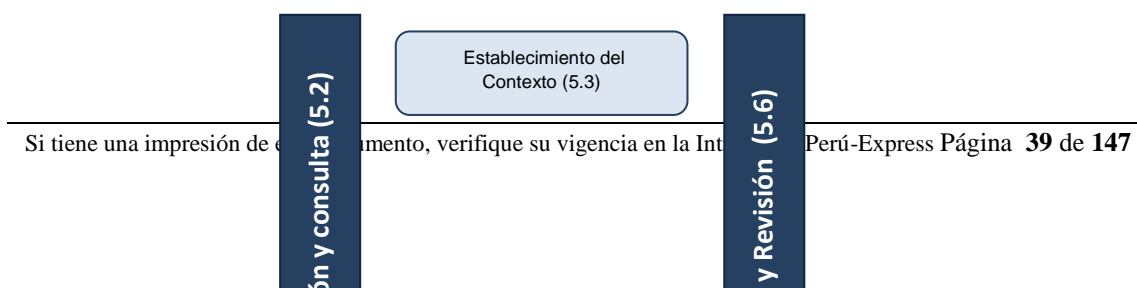 Establecimiento del
Contexto (5.3)
ón y consulta (5.2)
y Revisión (5.6)
Si tiene una impresión de umento, verifique su vigencia en la Int Perú-Express Página 39 de 147